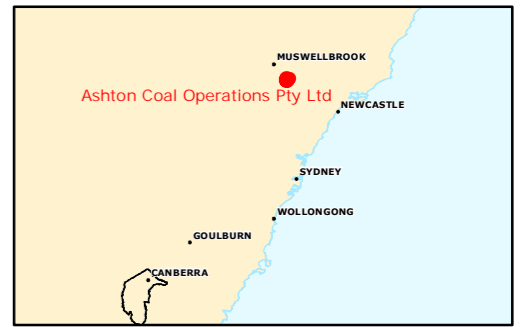 MUSWELLBROOK
Ashton Coal Operations Pty Ltd
NEWCASTLE
SYDNEY
WOLLONGONG
GOULBURN
CANBERRA